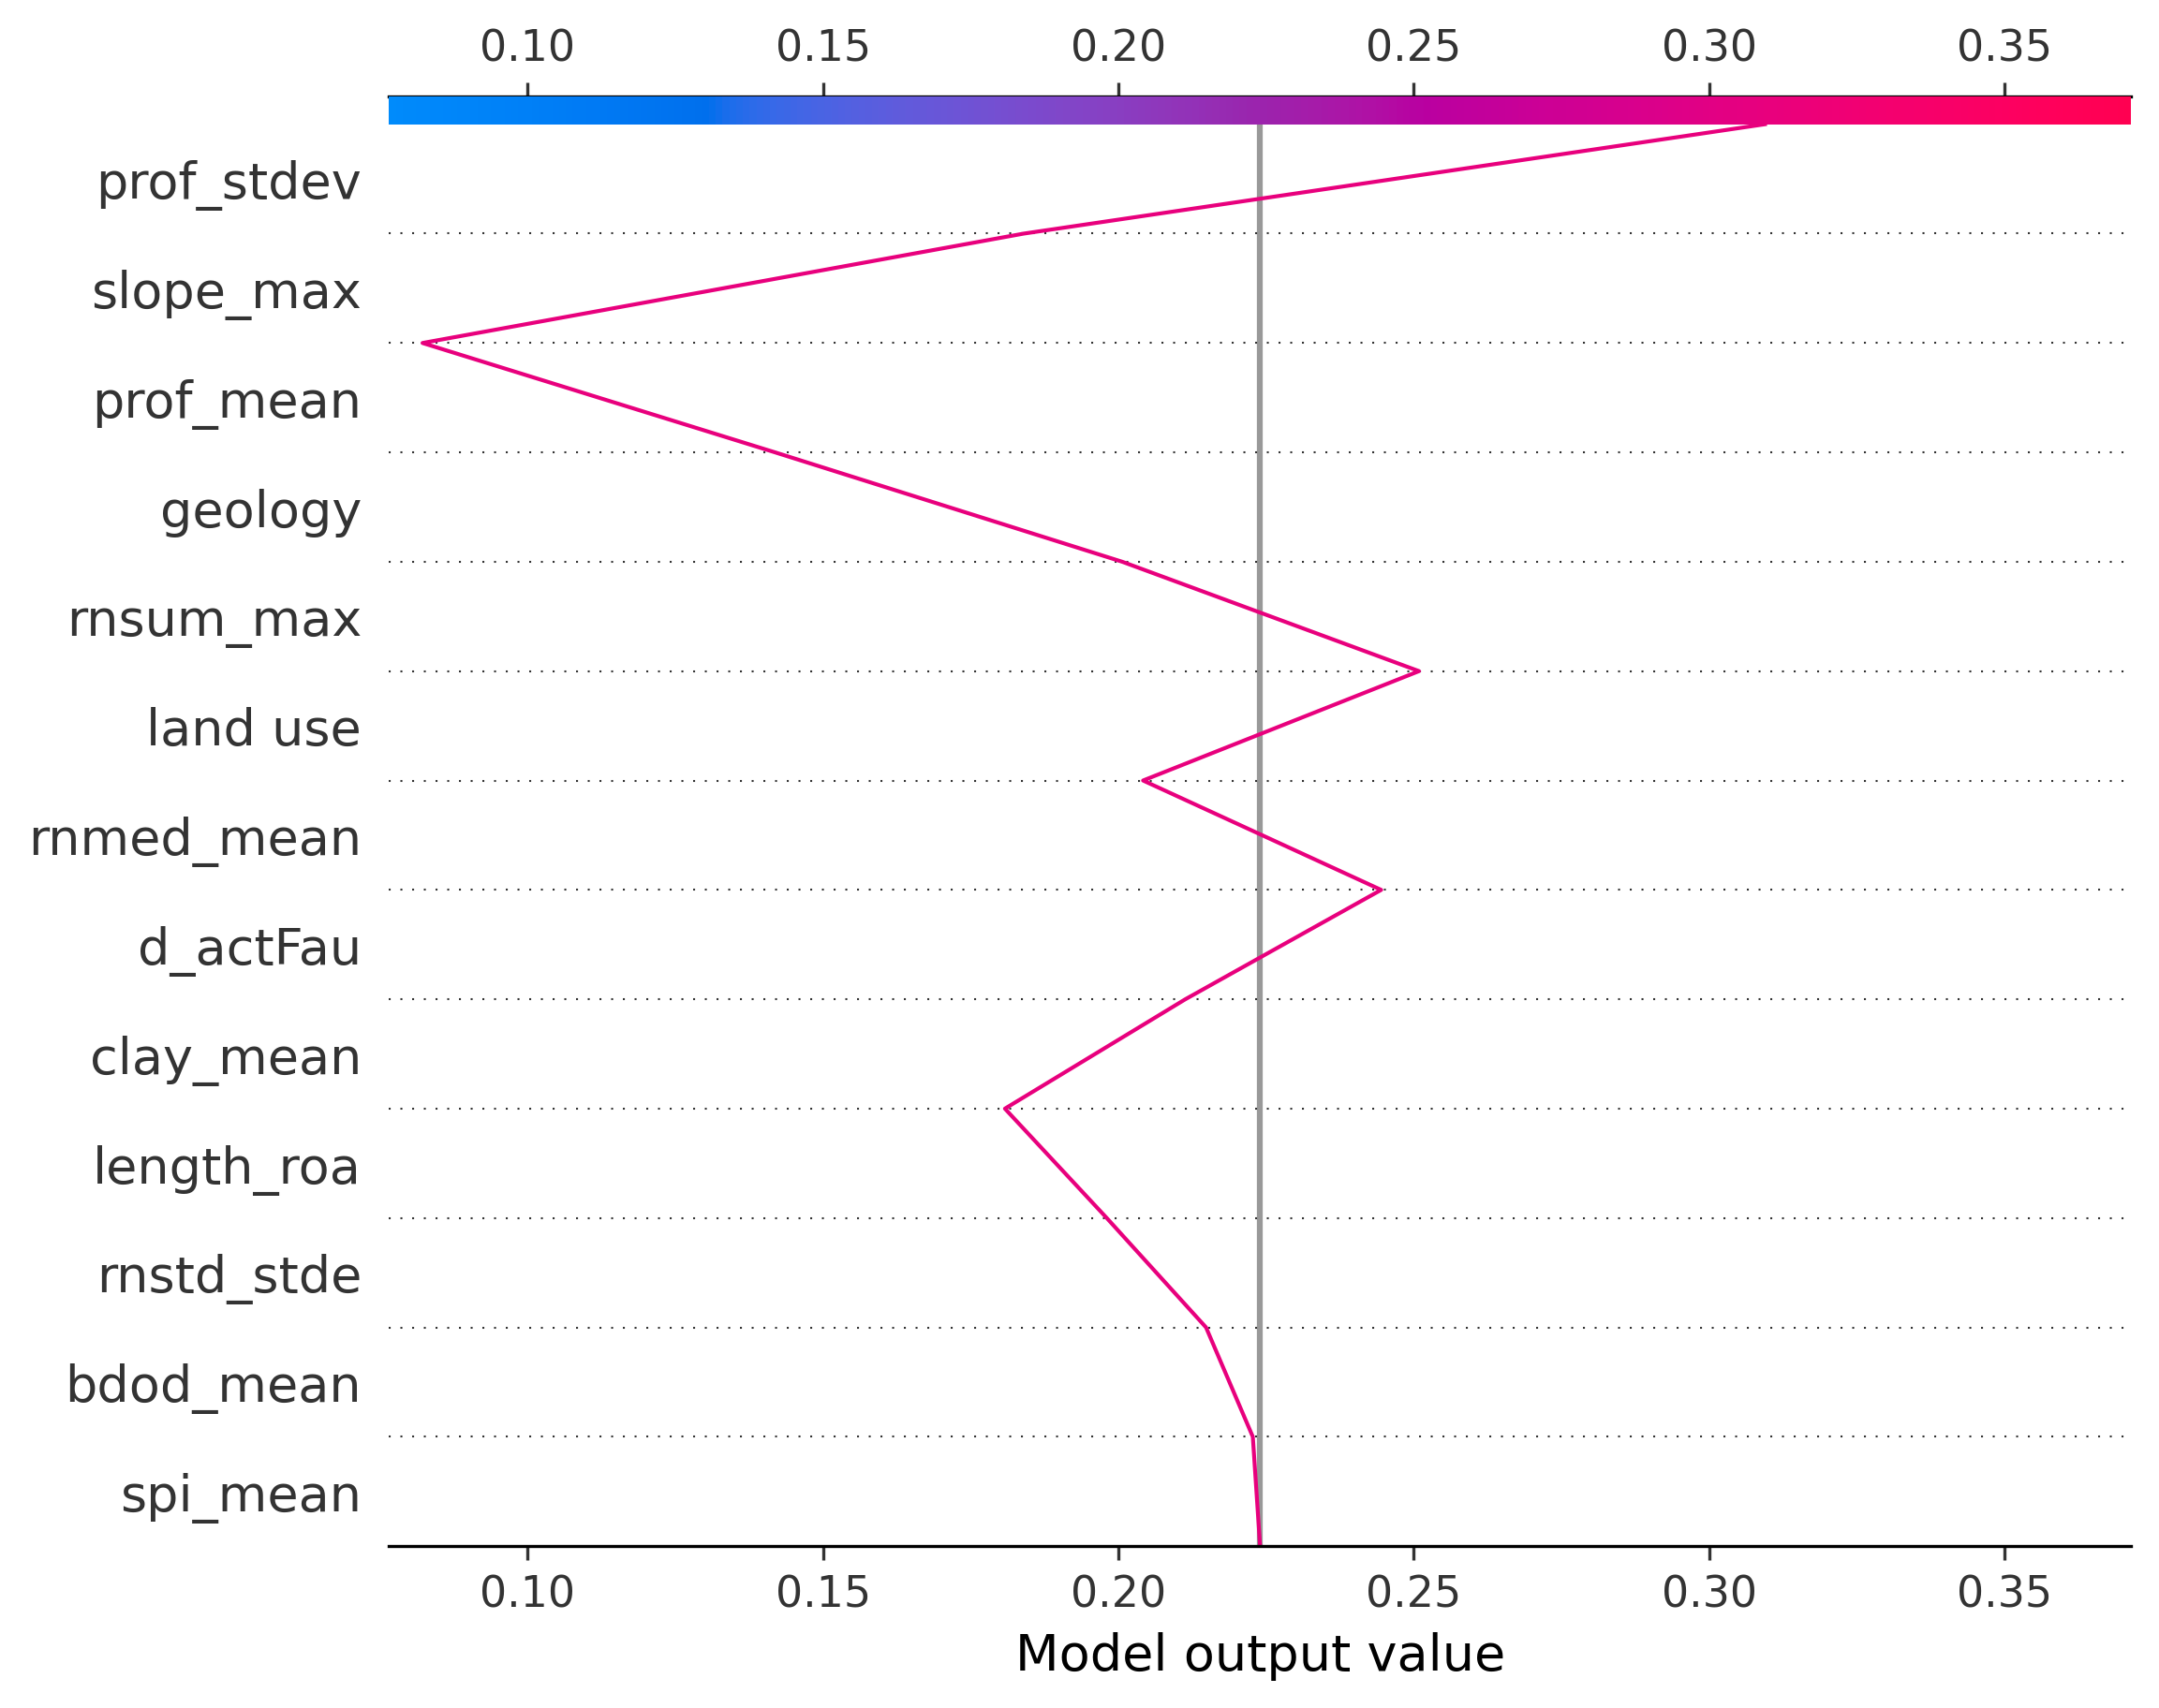 0.10 0.15 0.20 0.25 0.30 0.35
prof_stdev
slope_max
prof_mean
geology
rnsum_max
land use
rnmed_mean
d_actFau
clay_mean
length_roa
rnstd_stde
bdod_mean
spi_mean
0.10 0.15 0.20 0.25 0.30 0.35
Model output value